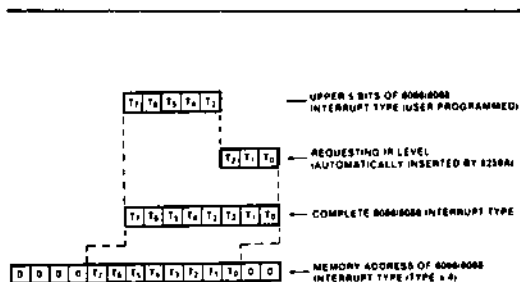 T7 T6 T5 T4 T3
UPPER 5 BITS OF 8086/8088
INTERRUPT TYPE (USER PROGRAMMED)
T2 T1 T0
REQUESTING IR LEVEL
(AUTOMATICALLY INSERTED BY 8259A)
T7 T6 T5 T4 T3 T2 T1 T0
COMPLETE 8086/8088 INTERRUPT TYPE
0 0 0 0 T7 T6 T5 T4 T3 T2 T1 T0 0 0
MEMORY ADDRESS OF 8086/8088
INTERRUPT TYPE (TYPE x 4)